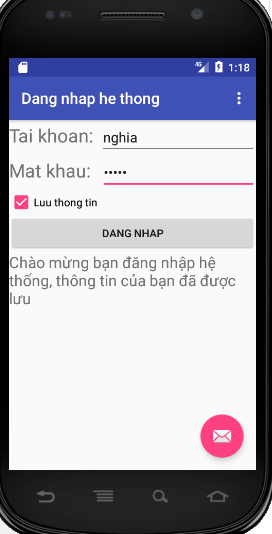 1:18
Dang nhap he thong
Tai khoan: nghia
Mat khau: •••••
Luu thong tin
DANG NHAP
Chào mừng bạn đăng nhập hệ
thống, thông tin của bạn đã được
lưu